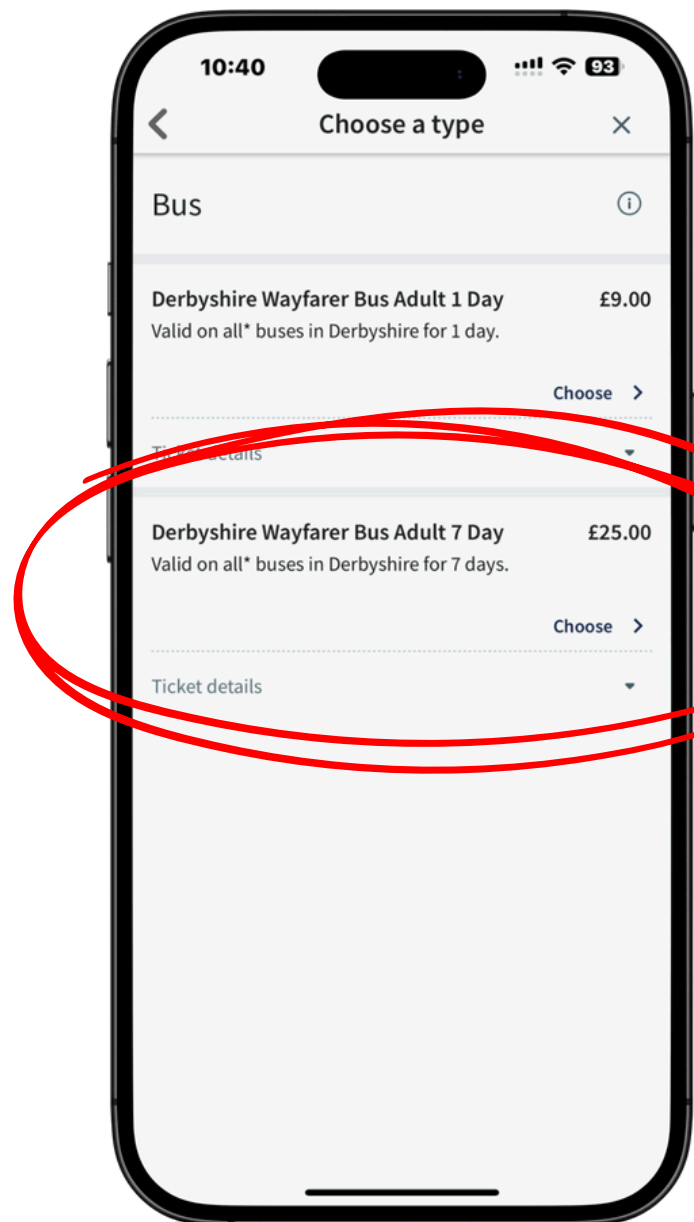 10:40
93
Choose a type
Bus
Derbyshire Wayfarer Bus Adult 1 Day £9.00
Valid on all* buses in Derbyshire for 1 day.
Choose
Ticket details
Derbyshire Wayfarer Bus Adult 7 Day £25.00
Valid on all* buses in Derbyshire for 7 days.
Choose
Ticket details